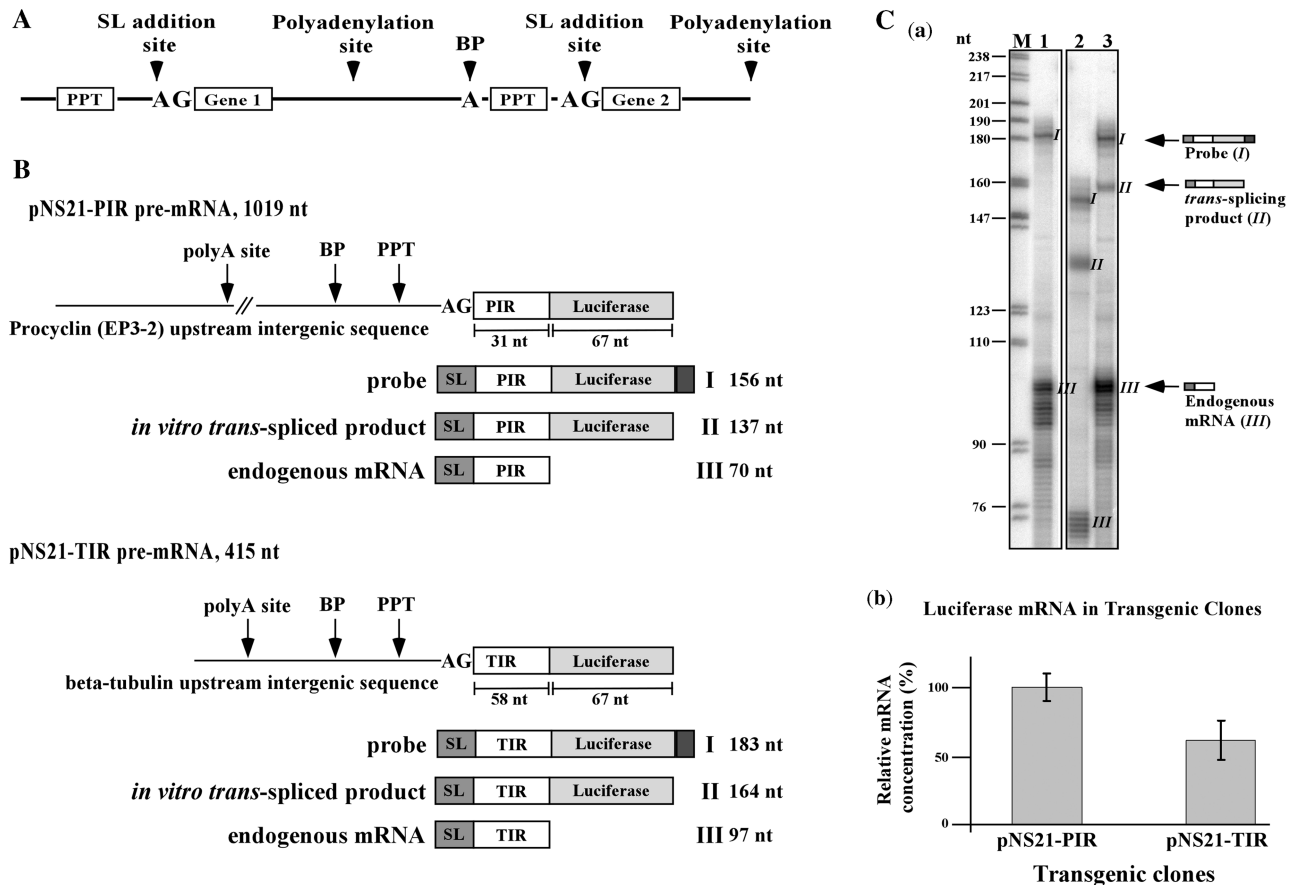 A
SL addition
site
Polyadenylation
site
BP
SL addition
site
Polyadenylation
site
PPT
AG
Gene 1
A
PPT
AG
Gene 2
B
pNS21-PIR pre-mRNA, 1019 nt
polyA site
BP
PPT
AG
PIR
Luciferase
Procyclin (EP3-2) upstream intergenic sequence
31 nt
67 nt
probe
SL
PIR
Luciferase
I 156 nt
in vitro trans-spliced product
SL
PIR
Luciferase
II 137 nt
endogenous mRNA
SL
PIR
III 70 nt
pNS21-TIR pre-mRNA, 415 nt
polyA site
BP
PPT
AG
TIR
Luciferase
beta-tubulin upstream intergenic sequence
58 nt
67 nt
probe
SL
TIR
Luciferase
I 183 nt
in vitro trans-spliced product
SL
TIR
Luciferase
II 164 nt
endogenous mRNA
SL
TIR
III 97 nt
C
(a)
nt
M
1
2
3
238
217
201
190
180
160
147
123
110
90
76
I
III
I
II
III
I
II
III
Probe (I)
trans-splicing
product (II)
Endogenous
mRNA (III)
(b)
Luciferase mRNA in Transgenic Clones
Relative mRNA
concentration (%)
100
50
0
pNS21-PIR
pNS21-TIR
Transgenic clones